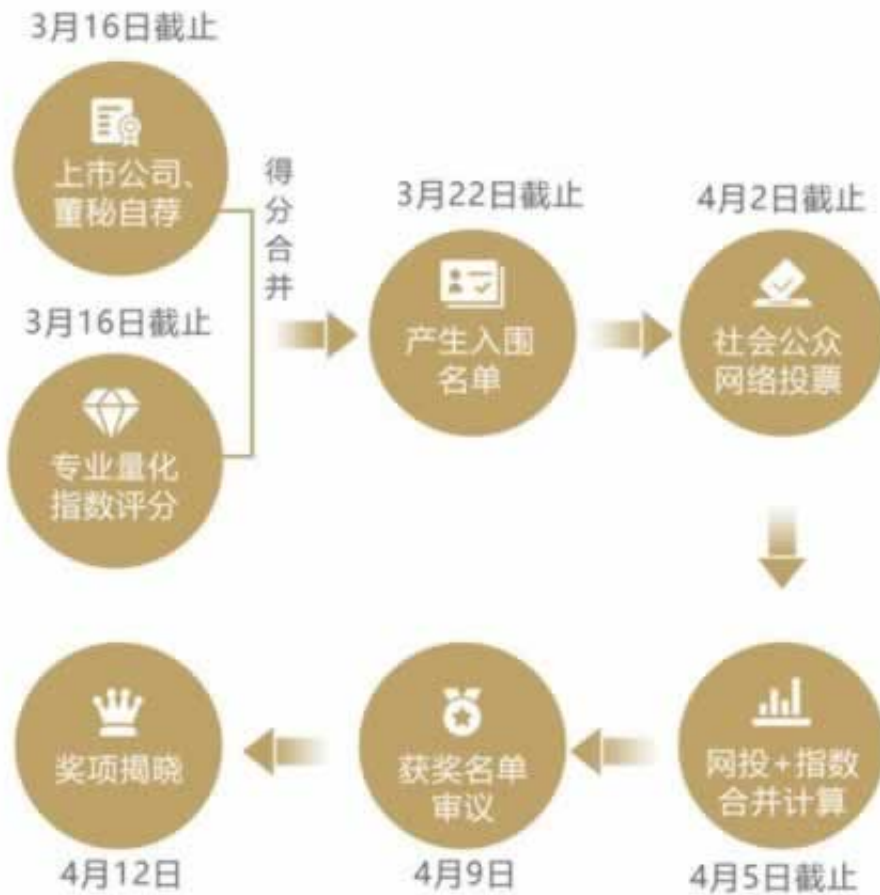 3月16日截止
上市公司、
董秘自荐
得分合并
3月16日截止
专业量化
指数评分
3月22日截止
产生入围
名单
4月2日截止
社会公众
网络投票
网投+指数
合并计算
4月5日截止
获奖名单
审议
4月9日
奖项揭晓
4月12日